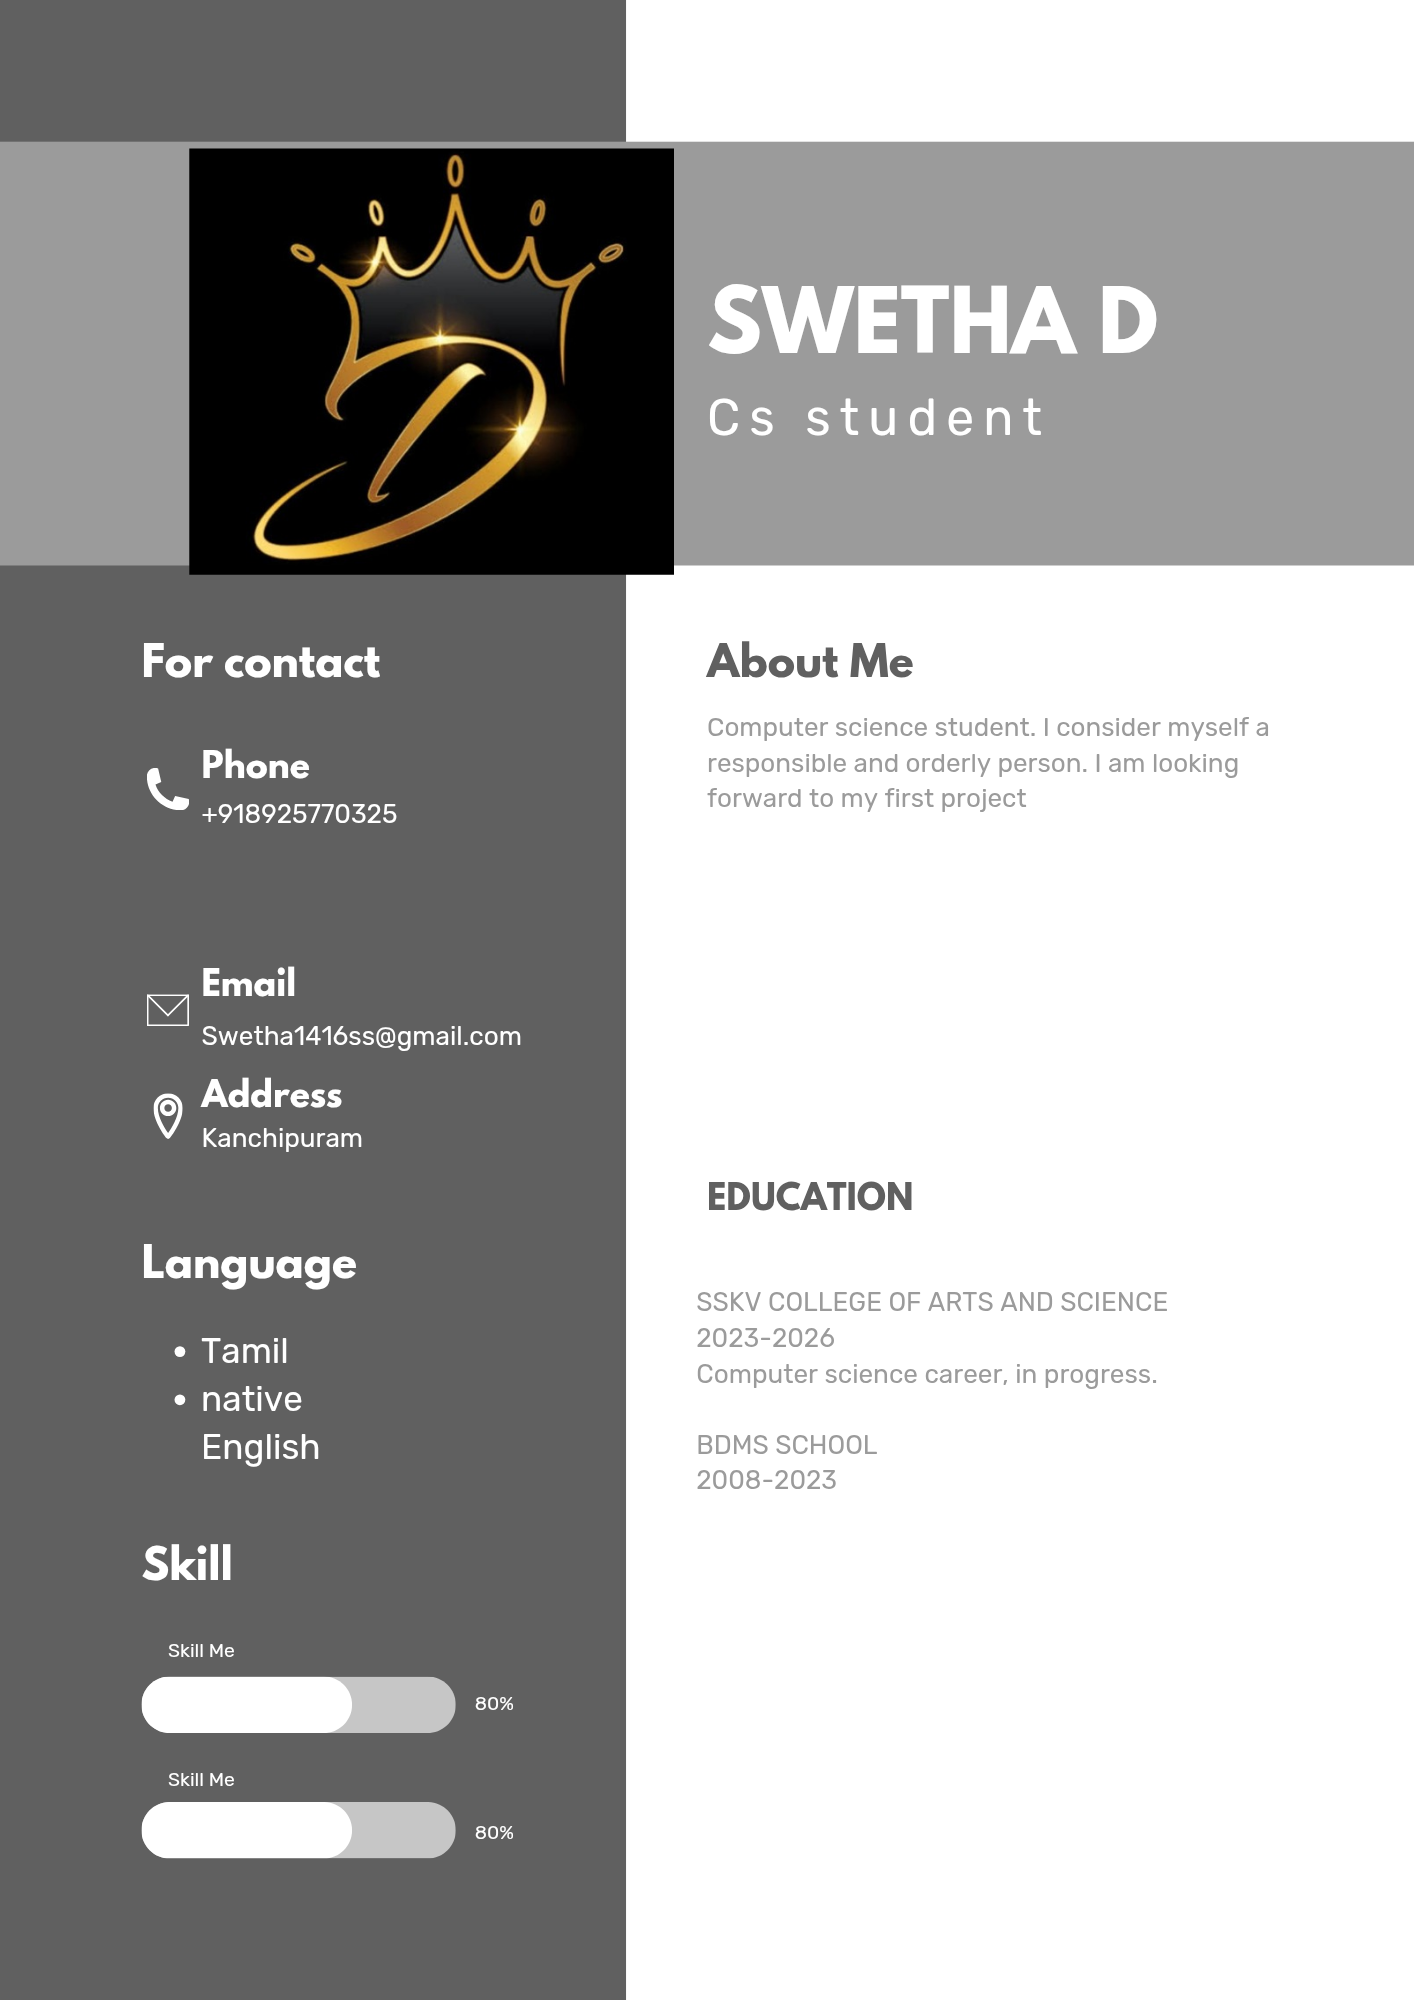 D
SWETHA D
Cs student
For contact
Phone
+918925770325
Email
Swetha1416ss@gmail.com
Address
Kanchipuram
Language
• Tamil
• native
English
Skill
Skill Me
80%
Skill Me
80%
About Me
Computer science student. I consider myself a
responsible and orderly person. I am looking
forward to my first project
EDUCATION
SSKV COLLEGE OF ARTS AND SCIENCE
2023-2026
Computer science career, in progress.
BDMS SCHOOL
2008-2023